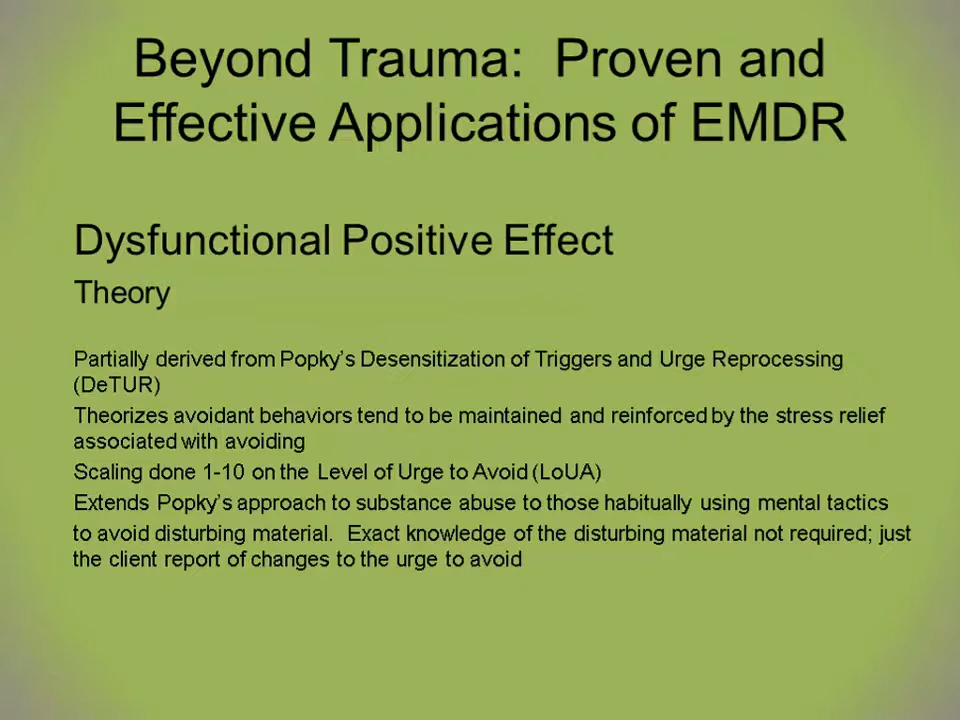 Beyond Trauma: Proven and
Effective Applications of EMDR
Dysfunctional Positive Effect
Theory
Partially derived from Popky's Desensitization of Triggers and Urge Reprocessing
(DeTUR)
Theorizes avoidant behaviors tend to be maintained and reinforced by the stress relief
associated with avoiding
Scaling done 1-10 on the Level of Urge to Avoid (LoUA)
Extends Popky's approach to substance abuse to those habitually using mental tactics
to avoid disturbing material. Exact knowledge of the disturbing material not required; just
the client report of changes to the urge to avoid